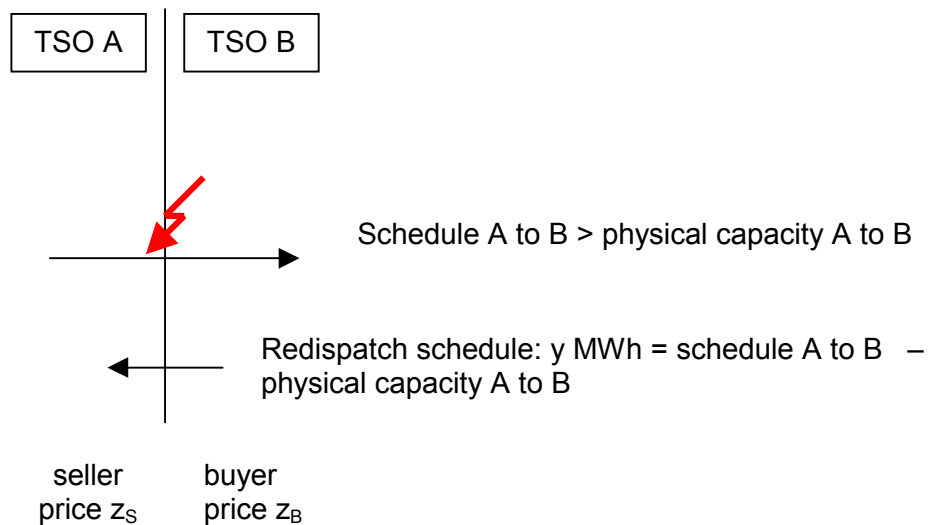 TSO A
TSO B
Schedule A to B > physical capacity A to B
Redispatch schedule: y MWh = schedule A to B –
physical capacity A to B
seller
price zS
buyer
price zB